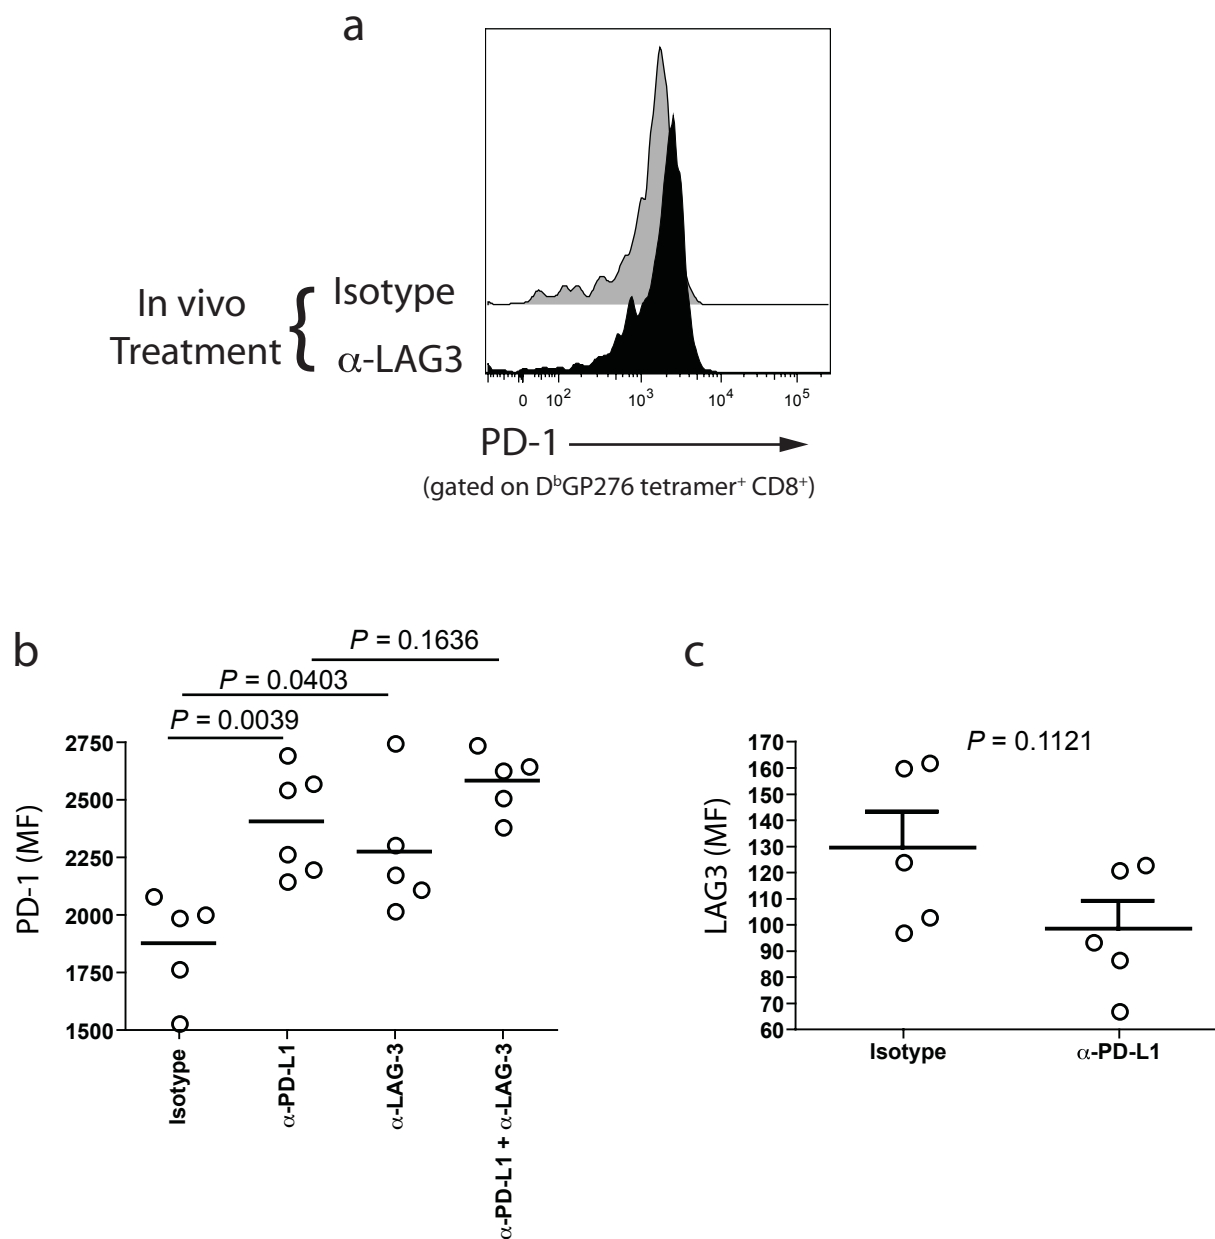 a
In vivo
Treatment
{
Isotype
α-LAG3
0 10² 10³ 10⁴ 10⁵
PD-1
(gated on DᵇGP276 tetramer⁺ CD8⁺)
b
P = 0.1636
P = 0.0403
P = 0.0039
PD-1 (MF)
2750
2500
2250
2000
1750
1500
Isotype
α-PD-L1
α-LAG-3
α-PD-L1 + α-LAG-3
c
P = 0.1121
LAG3 (MF)
170
160
150
140
130
120
110
100
90
80
70
60
Isotype
α-PD-L1